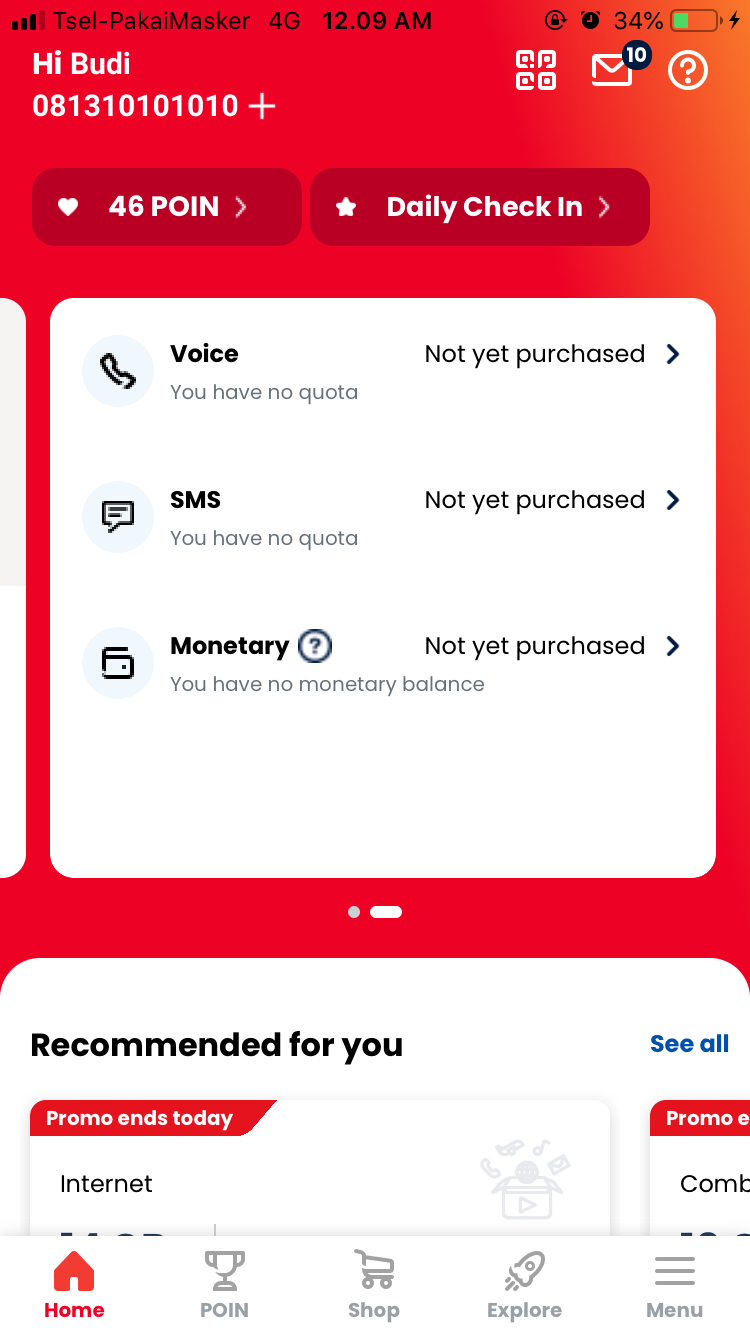 Tsel-PakaiMasker 4G 12.09 AM 34%
Hi Budi
10
081310101010
46 POIN
Daily Check In
Voice
Not yet purchased
You have no quota
SMS
Not yet purchased
You have no quota
Monetary
Not yet purchased
You have no monetary balance
Recommended for you
See all
Promo ends today
Promo e
Internet
Comb
Home
POIN
Shop
Explore
Menu